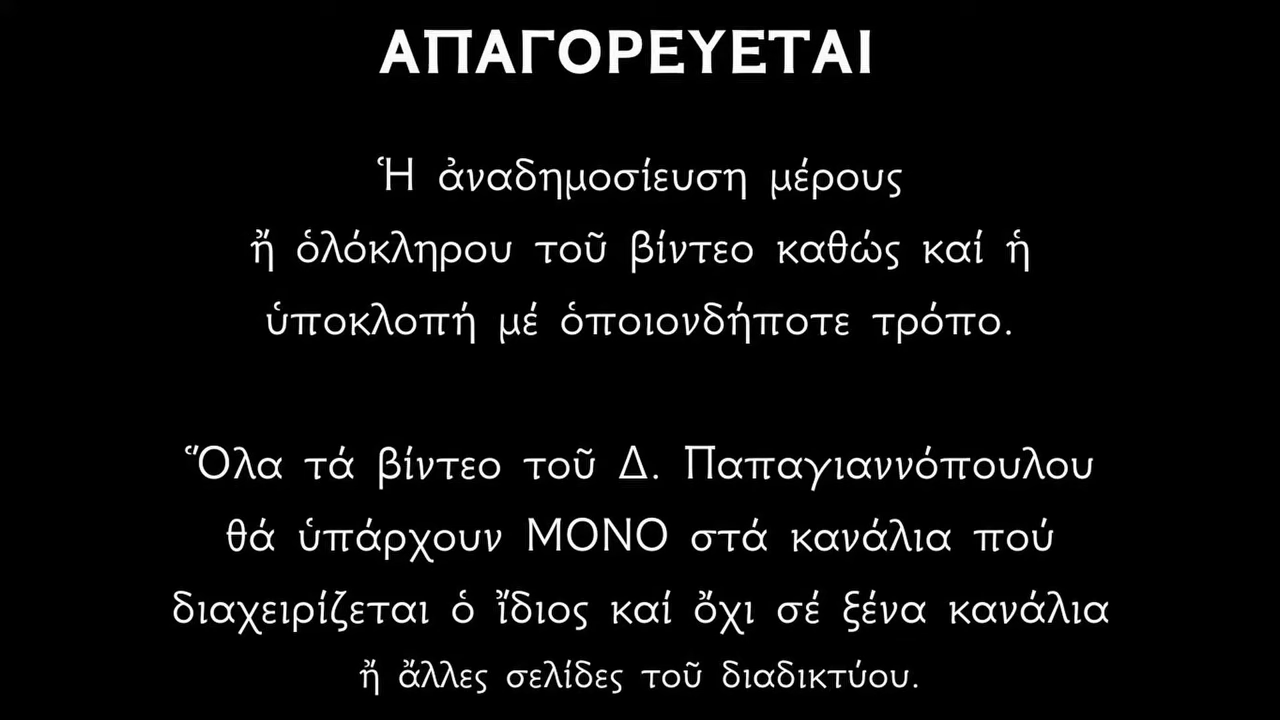 ΑΠΑΓΟΡΕΥΕΤΑΙ
Ἡ ἀναδημοσίευση μέρους
ἤ ὁλόκληρου τοῦ βίντεο καθώς καί ἡ
ὑποκλοπή μέ ὁποιονδήποτε τρόπο.
Ὅλα τά βίντεο τοῦ Δ. Παπαγιαννόπουλου
θά ὑπάρχουν ΜΟΝΟ στά κανάλια πού
διαχειρίζεται ὁ ἴδιος καί ὄχι σέ ξένα κανάλια
ἤ ἄλλες σελίδες τοῦ διαδικτύου.